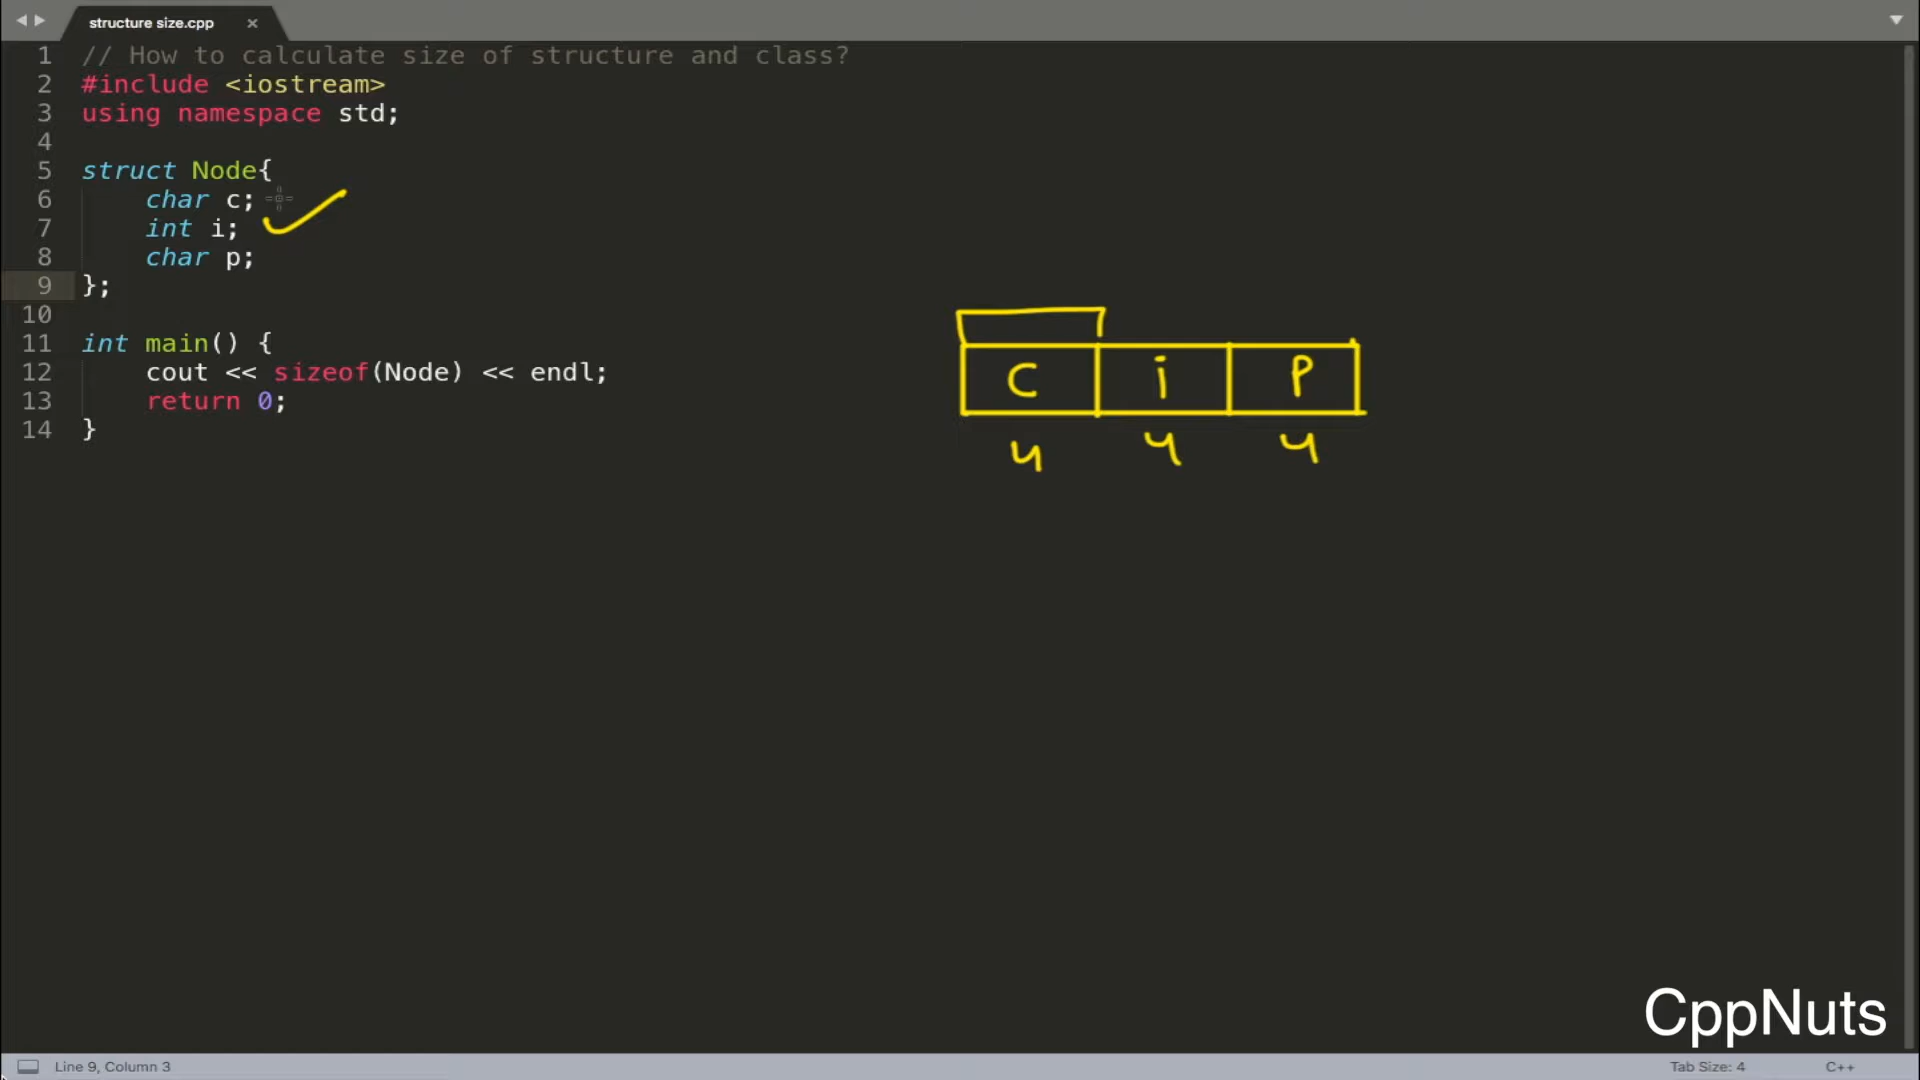 structure size.cpp
1 // How to calculate size of structure and class?
2 #include <iostream>
3 using namespace std;
4
5 struct Node{
6 char c;
7 int i;
8 char p;
9 };
10
11 int main() {
12 cout << sizeof(Node) << endl;
13 return 0;
14 }
C i P
4 4 4
CppNuts
Line 9, Column 3 Tab Size: 4 C++